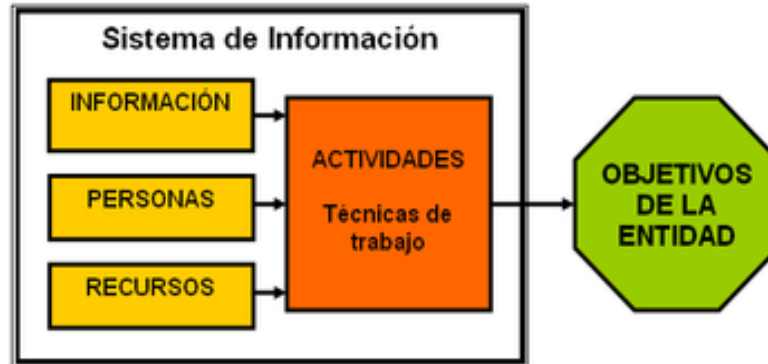 Sistema de Información
INFORMACIÓN
PERSONAS
RECURSOS
ACTIVIDADES
Técnicas de
trabajo
OBJETIVOS
DE LA
ENTIDAD